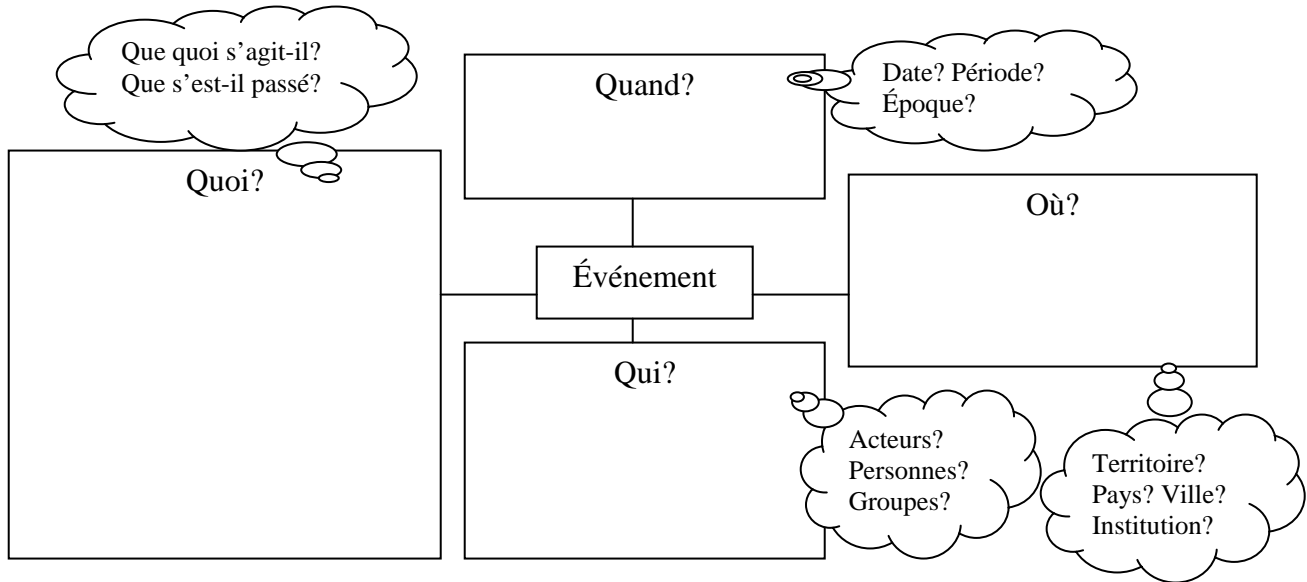 Que quoi s'agit-il?
Que s'est-il passé?
Quoi?
Quand?
Date? Période?
Époque?
Où?
Événement
Qui?
Acteurs?
Personnes?
Groupes?
Territoire?
Pays? Ville?
Institution?